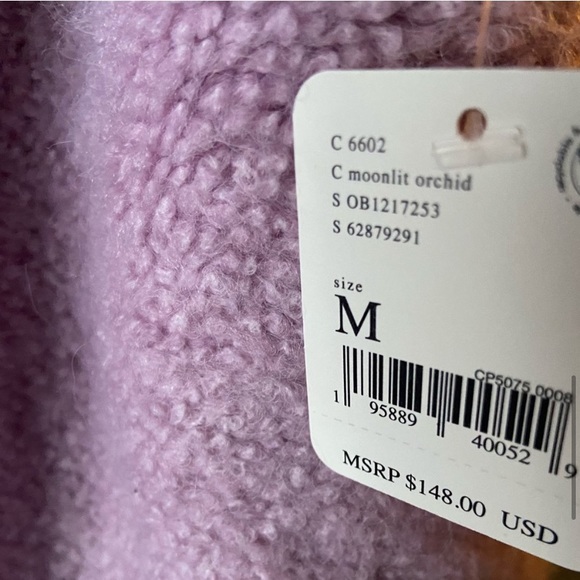 C 6602
C moonlit orchid
S OB1217253
S 62879291
size
M
CP5075 0008
1 95889 40052 9
MSRP $148.00 USD